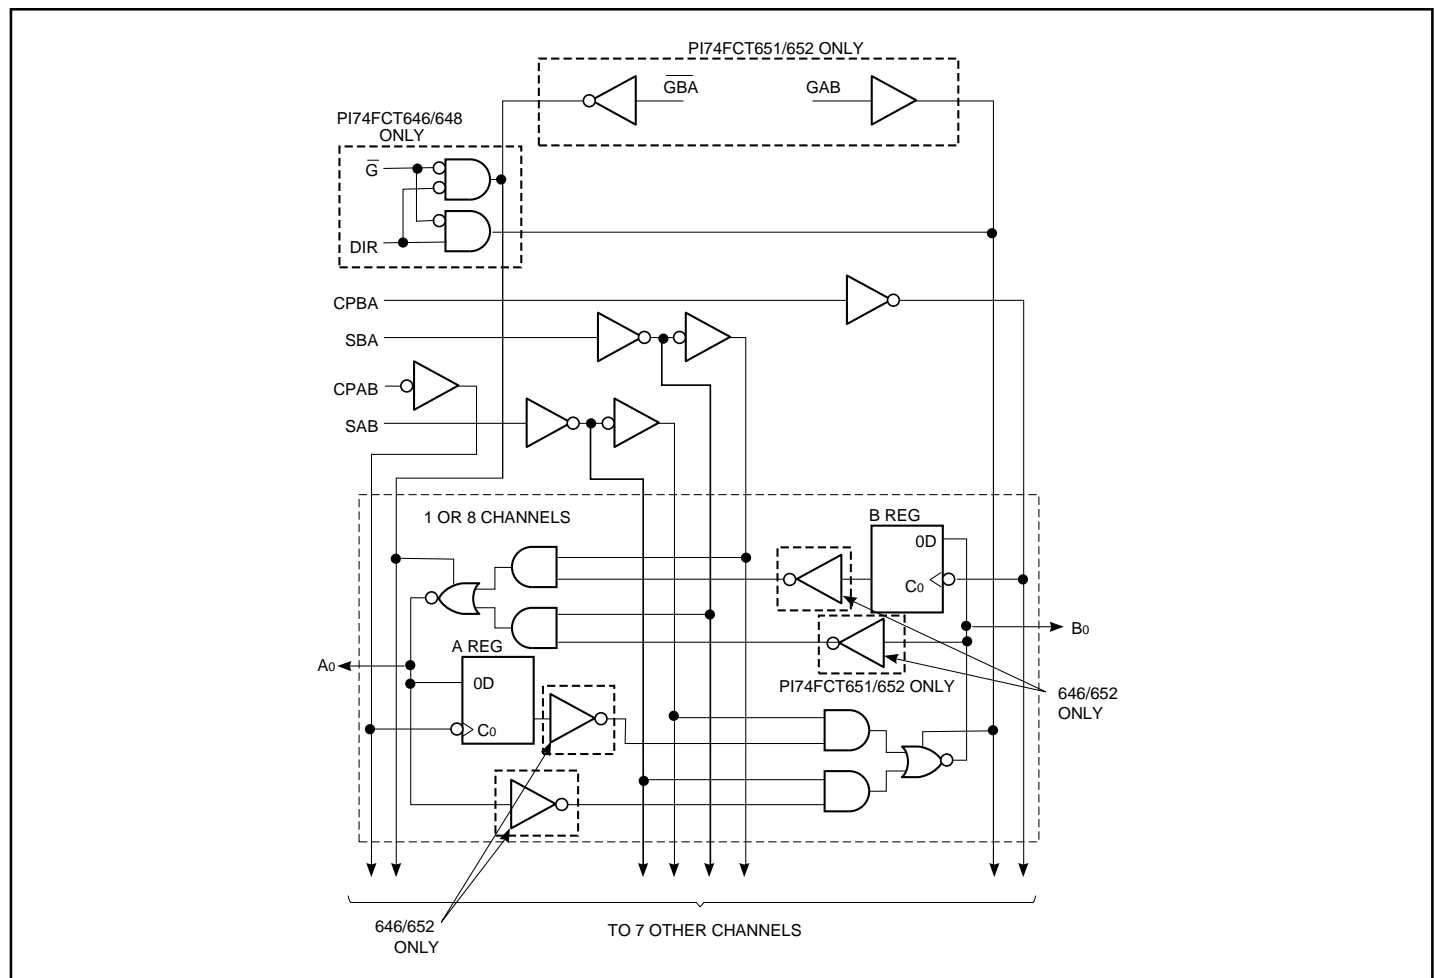 PI74FCT651/652 ONLY
G̅B̅A̅
GAB
PI74FCT646/648
ONLY
G̅
DIR
CPBA
SBA
CPAB
SAB
1 OR 8 CHANNELS
B REG
0D
C0
B0
A REG
A0
0D
C0
PI74FCT651/652 ONLY
646/652
ONLY
646/652
ONLY
TO 7 OTHER CHANNELS